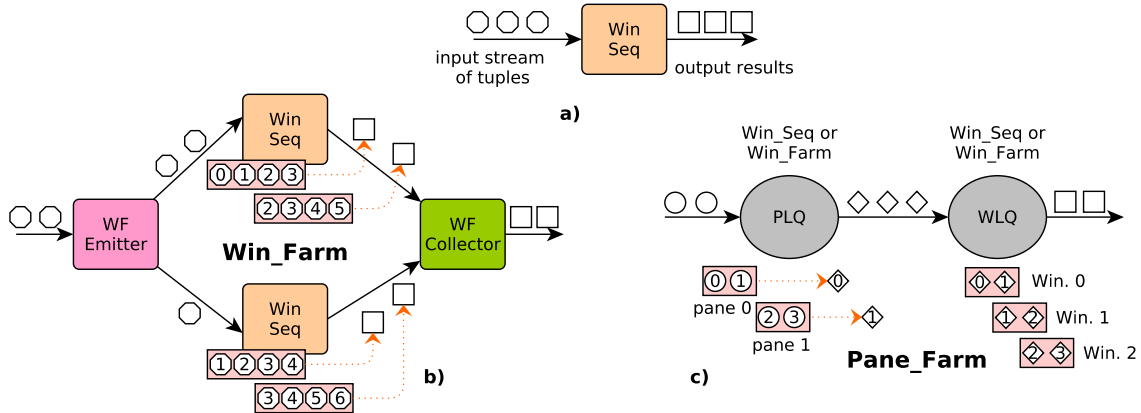 Win
Seq
input stream
of tuples
output results
a)
Win
Seq
0 1 2 3
2 3 4 5
WF
Emitter
Win_Farm
WF
Collector
Win
Seq
1 2 3 4
3 4 5 6
b)
Win_Seq or
Win_Farm
Win_Seq or
Win_Farm
PLQ
WLQ
0 1
0
pane 0
2 3
1
pane 1
0 1
Win. 0
1 2
Win. 1
2 3
Win. 2
Pane_Farm
c)